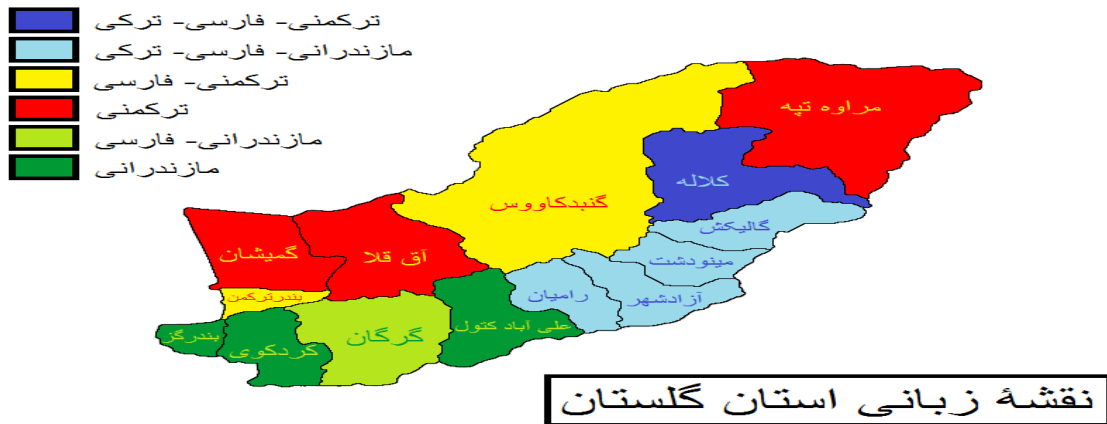 ترکمنی- فارسی- ترکی
مازندرانی- فارسی- ترکی
ترکمنی- فارسی
ترکمنی
مازندرانی- فارسی
مازندرانی
مراوه تپه
کلاله
گنبدکاووس
گالیکش
مینودشت
آزادشهر
رامیان
آق قلا
گمیشان
بندرترکمن
علی آباد کتول
گرگان
کردکوی
بندرگز
نقشهٔ زبانی استان گلستان